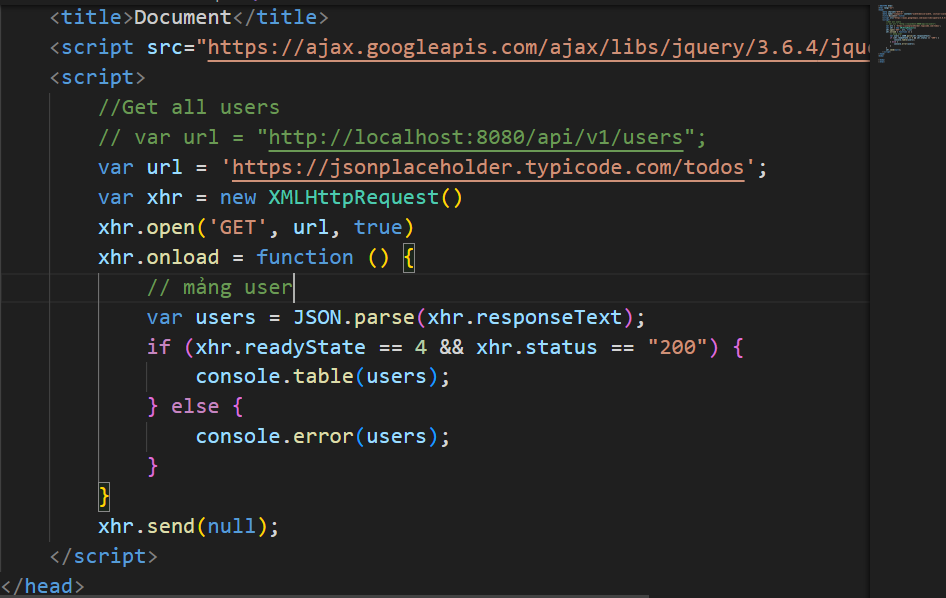 <title>Document</title>
<script src="https://ajax.googleapis.com/ajax/libs/jquery/3.6.4/jqu
<script>
//Get all users
// var url = "http://localhost:8080/api/v1/users";
var url = 'https://jsonplaceholder.typicode.com/todos';
var xhr = new XMLHttpRequest()
xhr.open('GET', url, true)
xhr.onload = function () {
// mảng user
var users = JSON.parse(xhr.responseText);
if (xhr.readyState == 4 && xhr.status == "200") {
console.table(users);
} else {
console.error(users);
}
}
xhr.send(null);
</script>
</head>